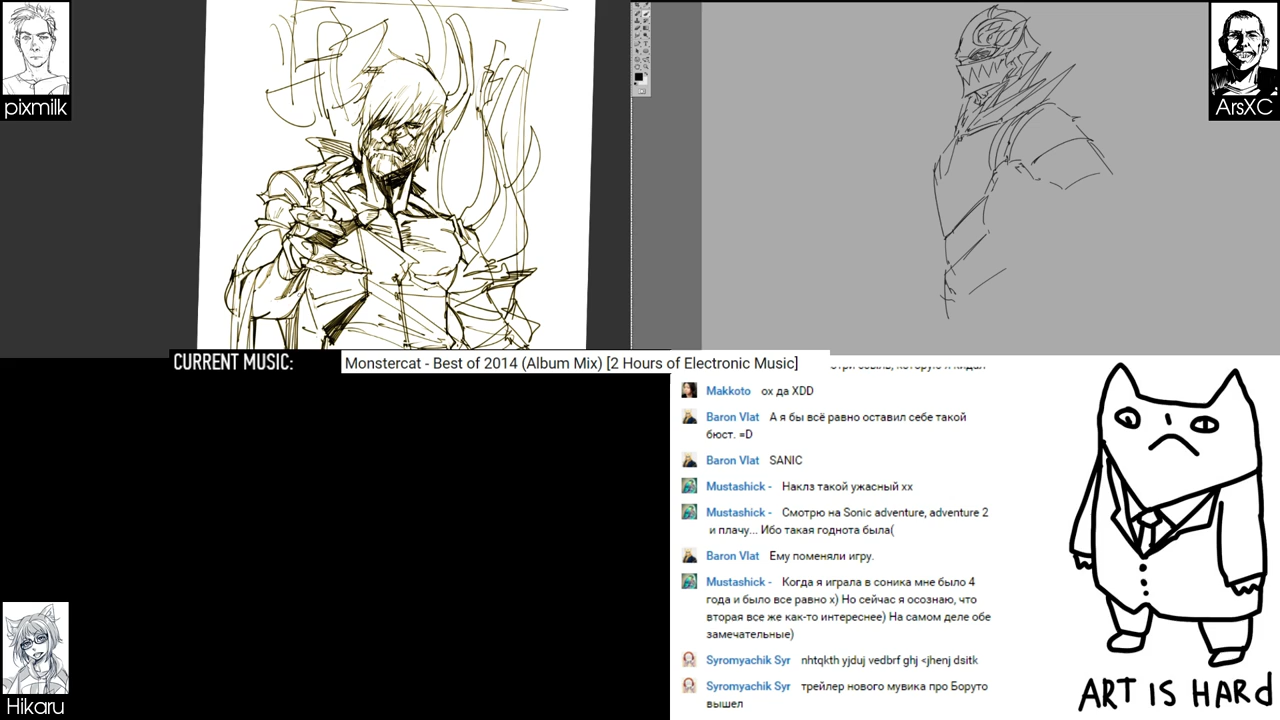 pixmilk
ArsXC
CURRENT MUSIC:
Monstercat - Best of 2014 (Album Mix) [2 Hours of Electronic Music]
Makkoto ох да XDD
Baron Vlat А я бы всё равно оставил себе такой
бюст. =D
Baron Vlat SANIC
Mustashick - Наклз такой ужасный xx
Mustashick - Смотрю на Sonic adventure, adventure 2
и плачу... Ибо такая годнота была(
Baron Vlat Ему поменяли игру.
Mustashick - Когда я играла в соника мне было 4
года и было все равно x) Но сейчас я осознаю, что
вторая все же как-то интереснее) На самом деле обе
замечательные)
Syromyachik Syr nhtqkth yjduj vedbrf ghj <jhenj dsitk
Syromyachik Syr трейлер нового мувика про Боруто
вышел
Hikaru
ART IS HARd